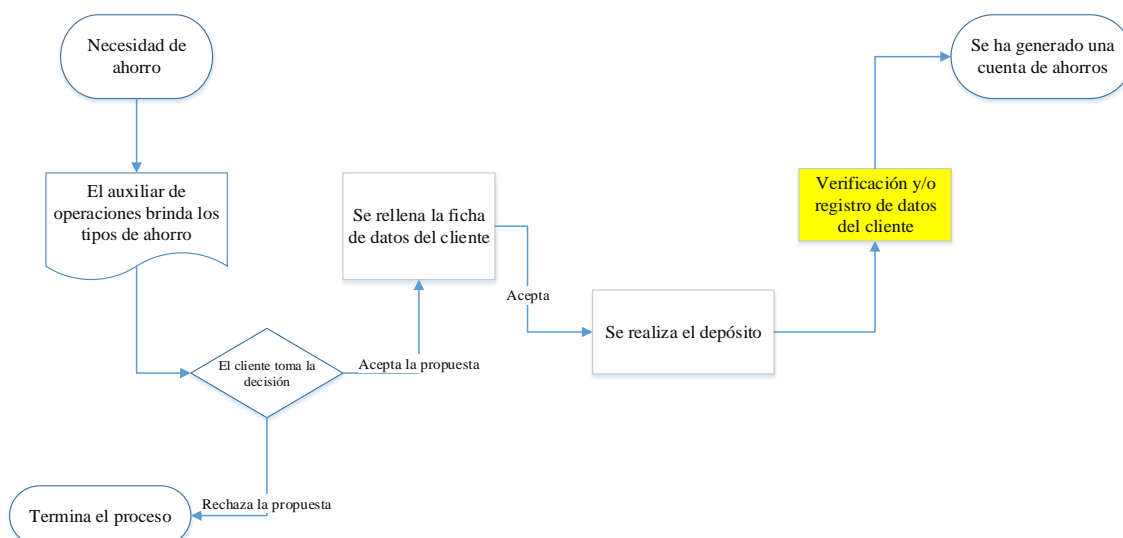 Necesidad de
ahorro
El auxiliar de
operaciones brinda los
tipos de ahorro
El cliente toma la
decisión
Rechaza la propuesta
Termina el proceso
Acepta la propuesta
Se rellena la ficha
de datos del cliente
Acepta
Se realiza el depósito
Verificación y/o
registro de datos
del cliente
Se ha generado una
cuenta de ahorros